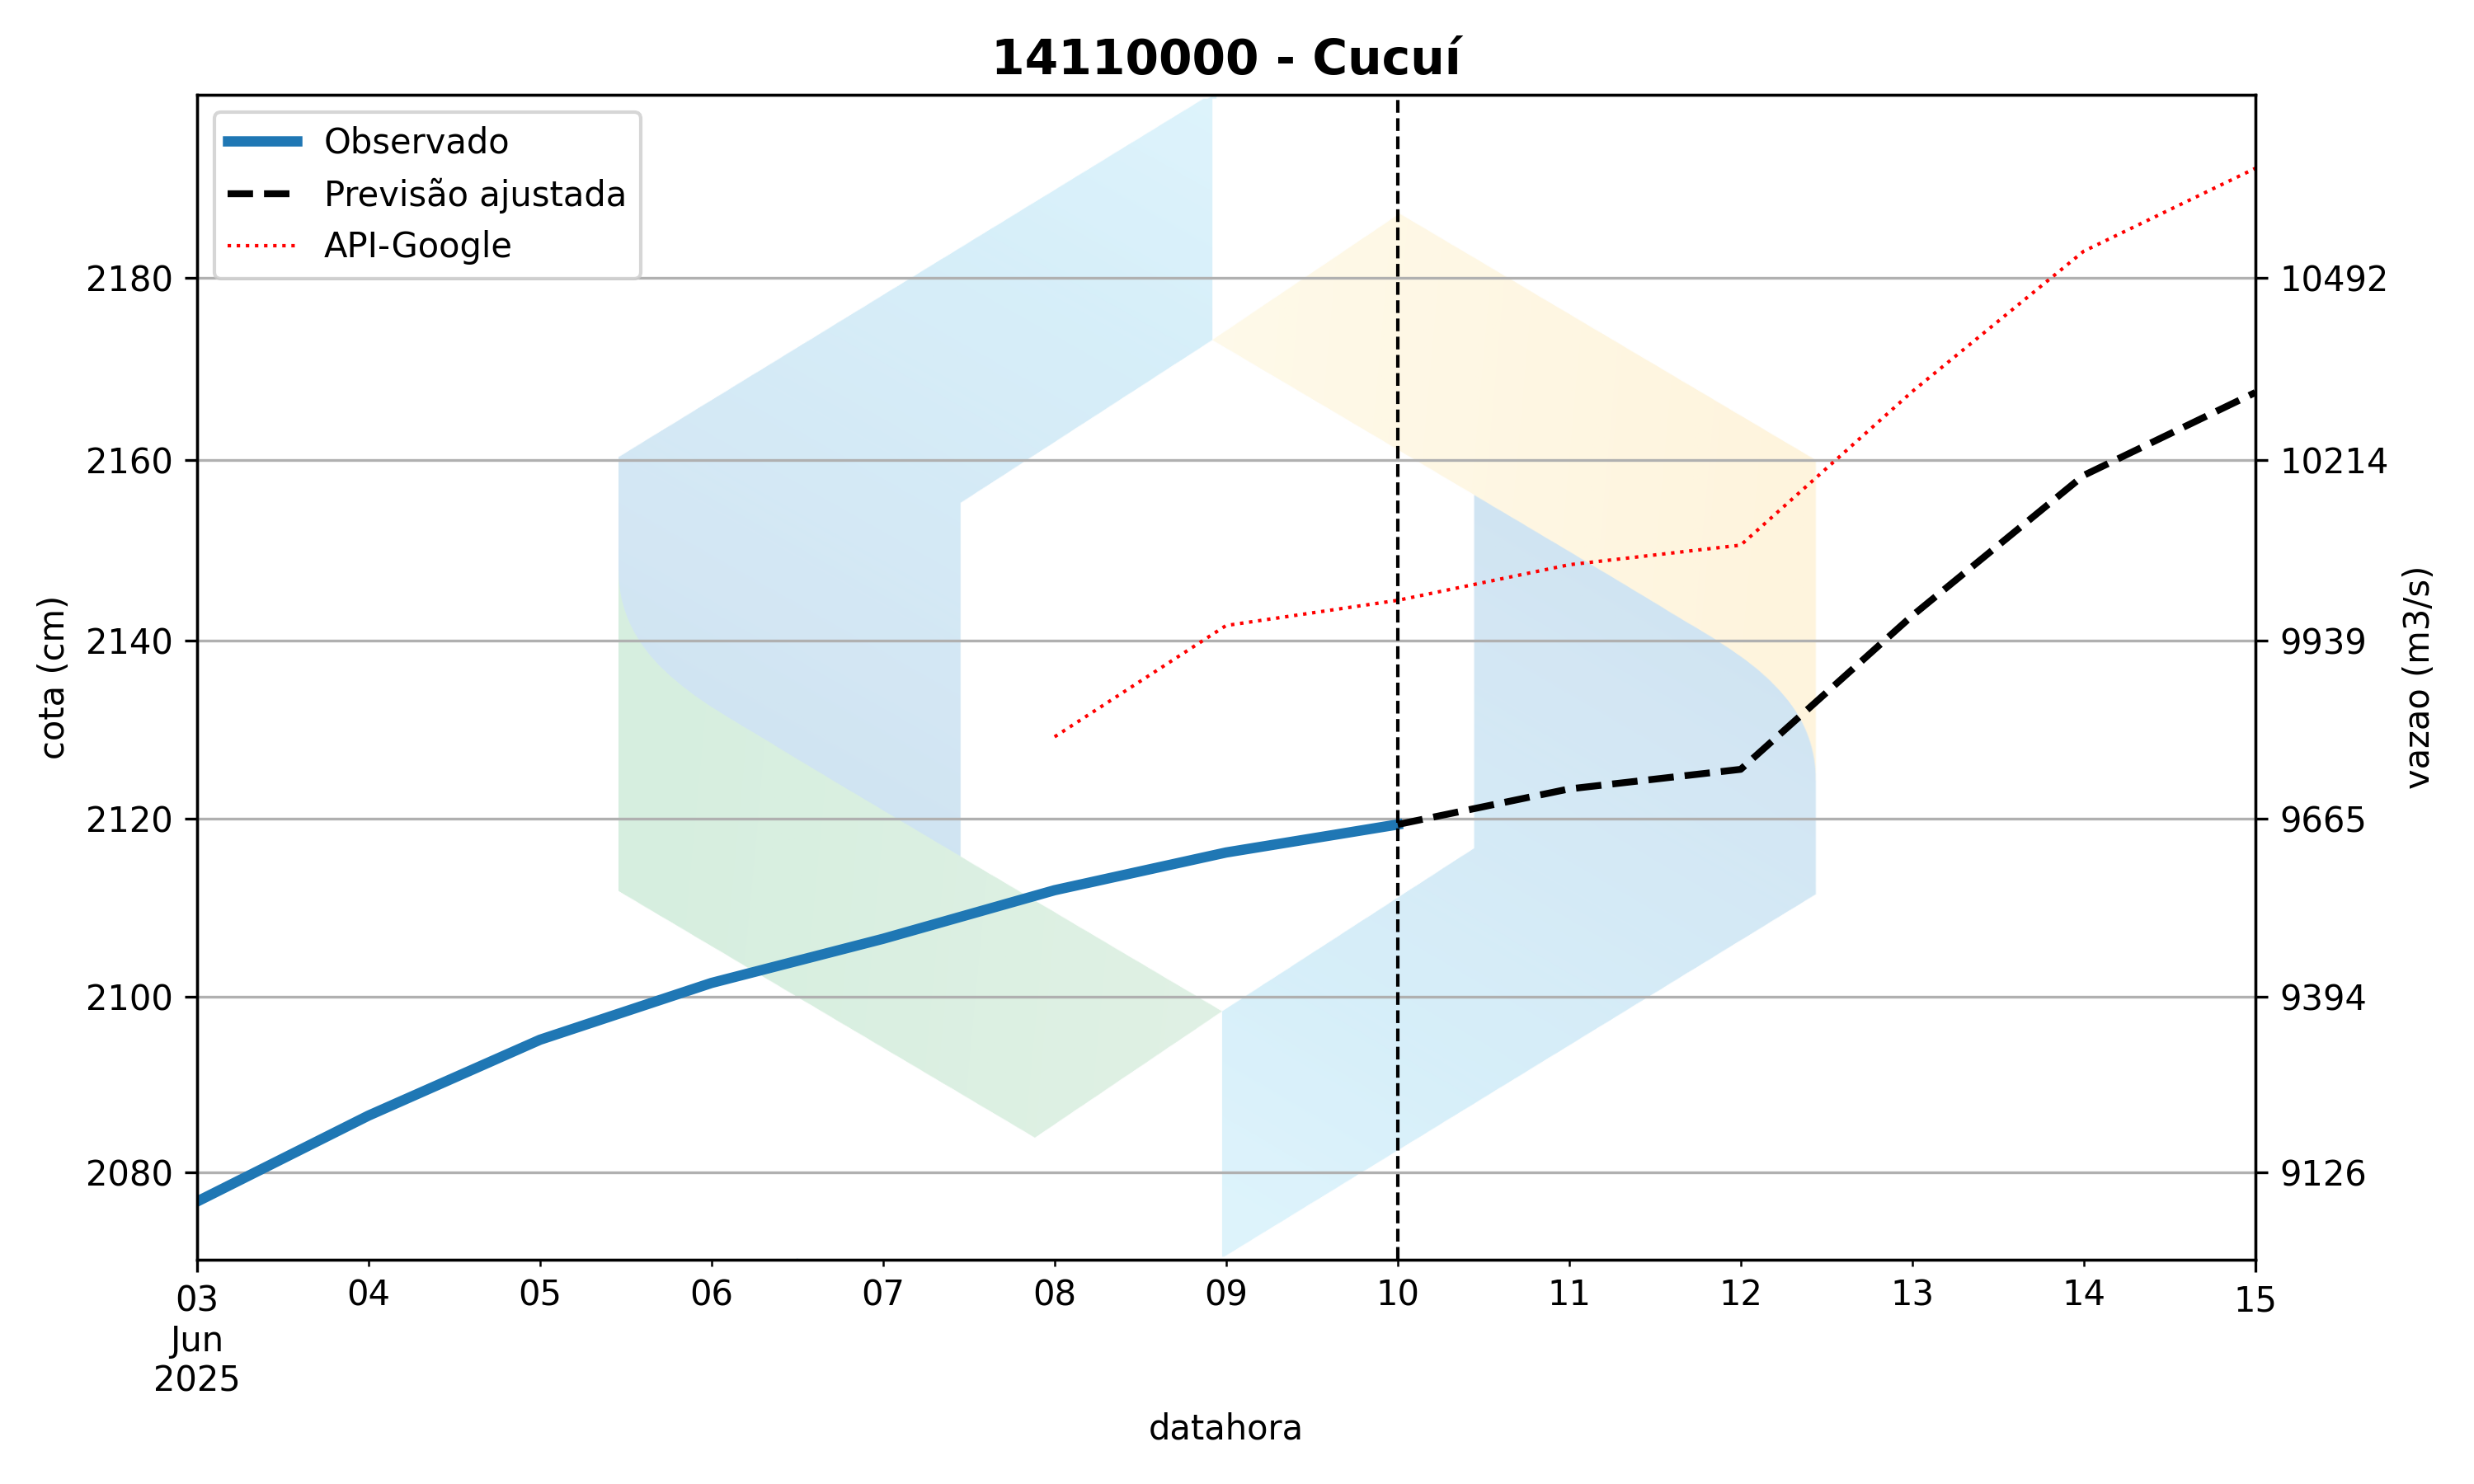 14110000 - Cucuí
Observado
Previsão ajustada
API-Google
2180
2160
2140
2120
2100
2080
cota (cm)
10492
10214
9939
9665
9394
9126
vazao (m3/s)
03 04 05 06 07 08 09 10 11 12 13 14 15
Jun
2025
datahora